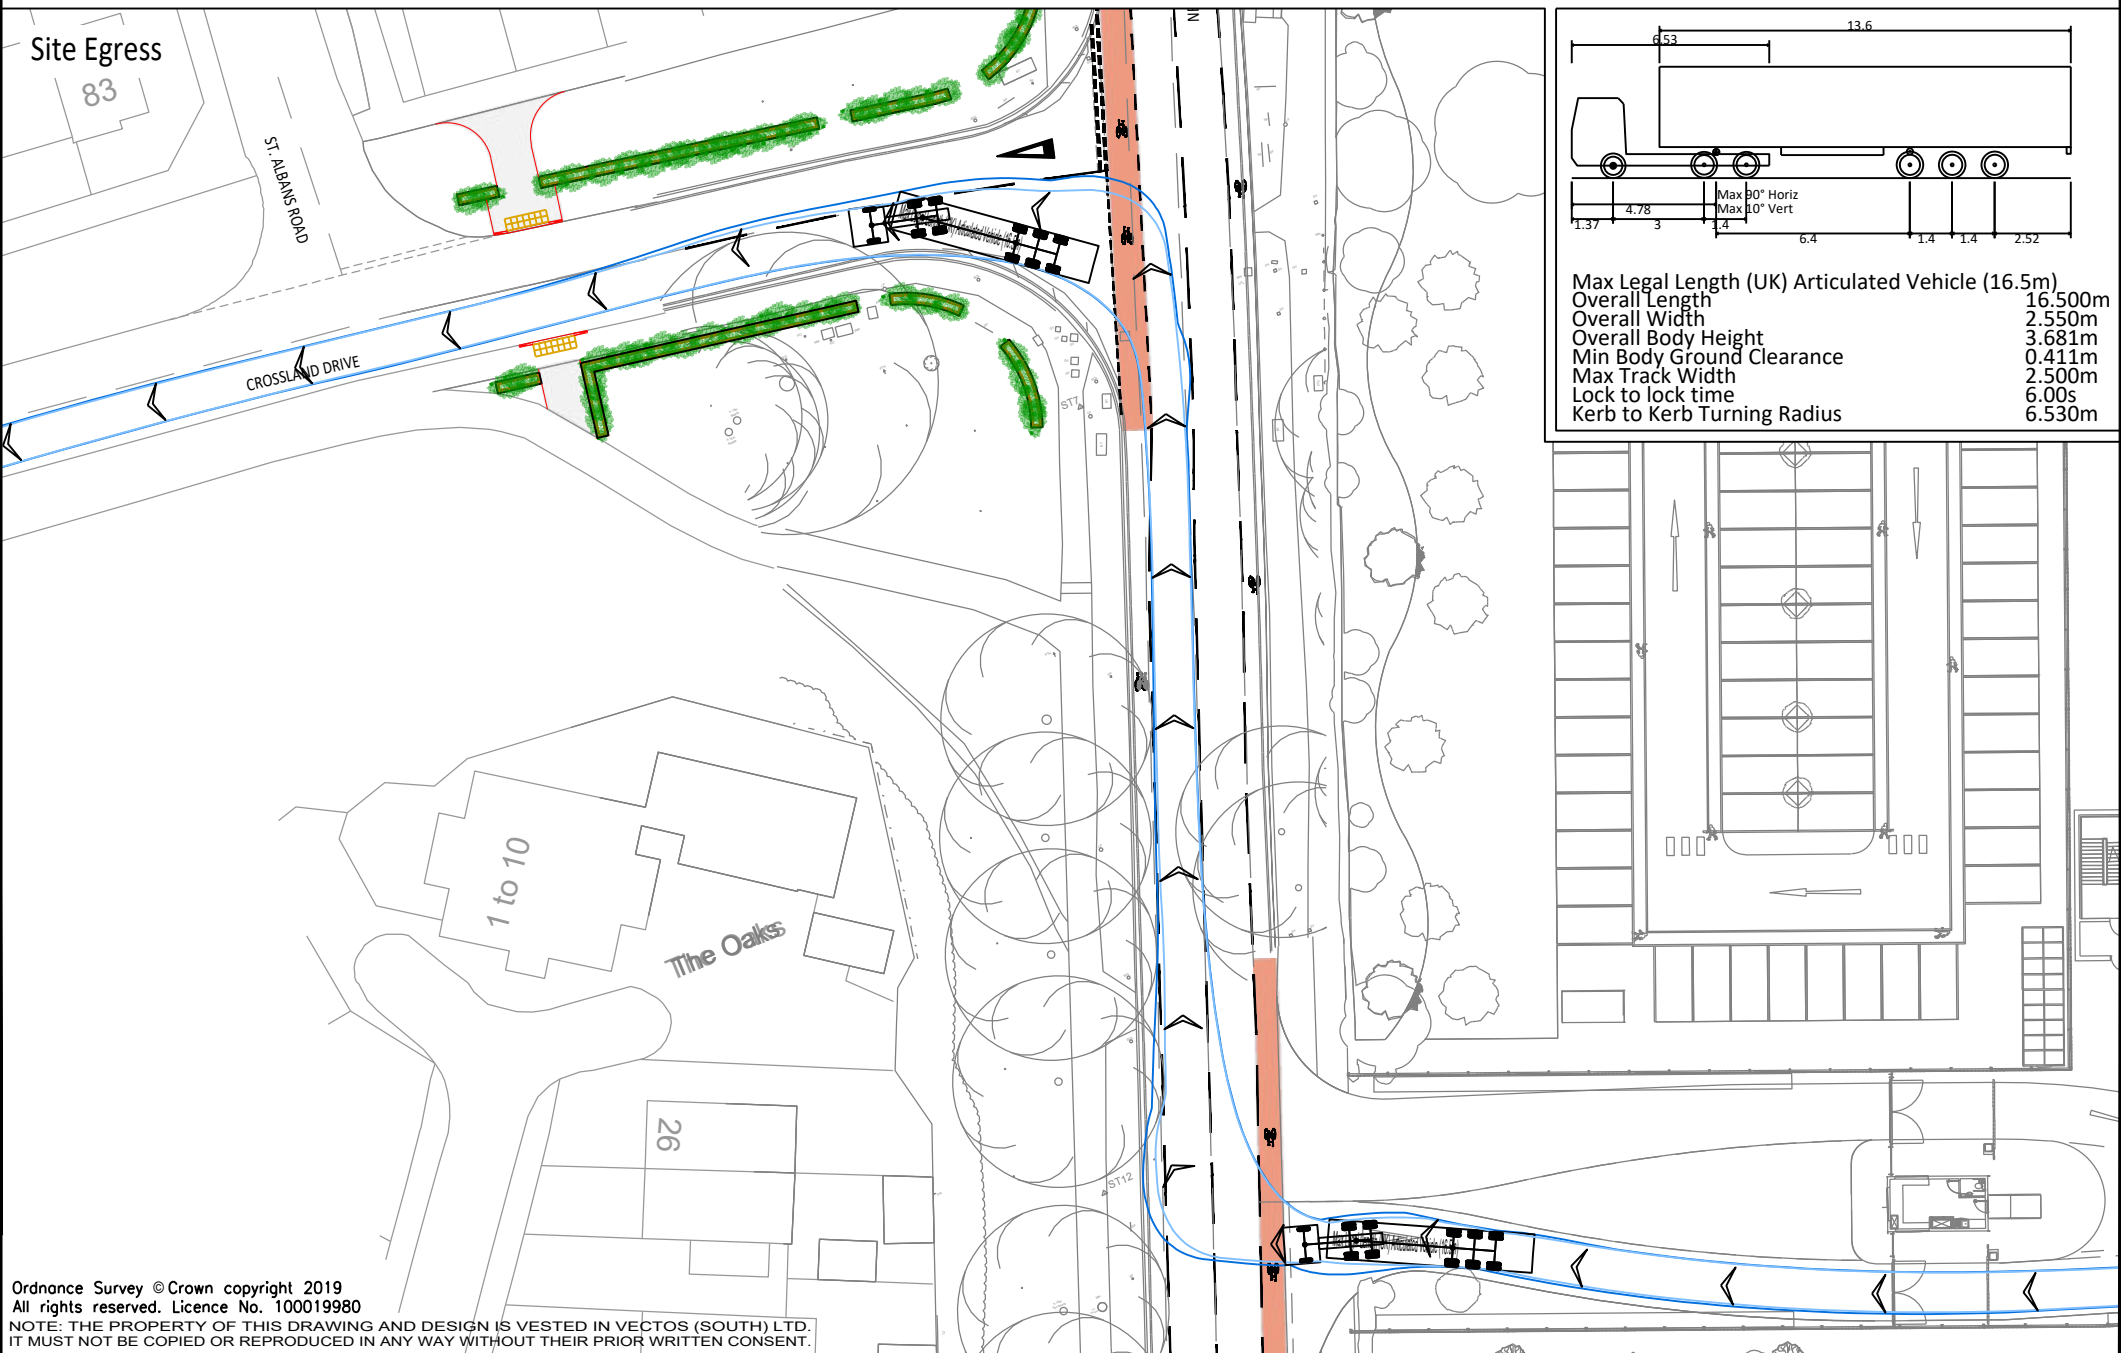 Site Egress
83
ST. ALBANS ROAD
CROSSLAND DRIVE
ST7
1 to 10
The Oaks
26
ST12
13.6
6.53
Max 90° Horiz
Max 10° Vert
4.78
1.37
3
1.4
6.4
1.4
1.4
2.52
Max Legal Length (UK) Articulated Vehicle (16.5m)
Overall Length 16.500m
Overall Width 2.550m
Overall Body Height 3.681m
Min Body Ground Clearance 0.411m
Max Track Width 2.500m
Lock to lock time 6.00s
Kerb to Kerb Turning Radius 6.530m
Ordnance Survey © Crown copyright 2019
All rights reserved. Licence No. 100019980
NOTE: THE PROPERTY OF THIS DRAWING AND DESIGN IS VESTED IN VECTOS (SOUTH) LTD.
IT MUST NOT BE COPIED OR REPRODUCED IN ANY WAY WITHOUT THEIR PRIOR WRITTEN CONSENT.